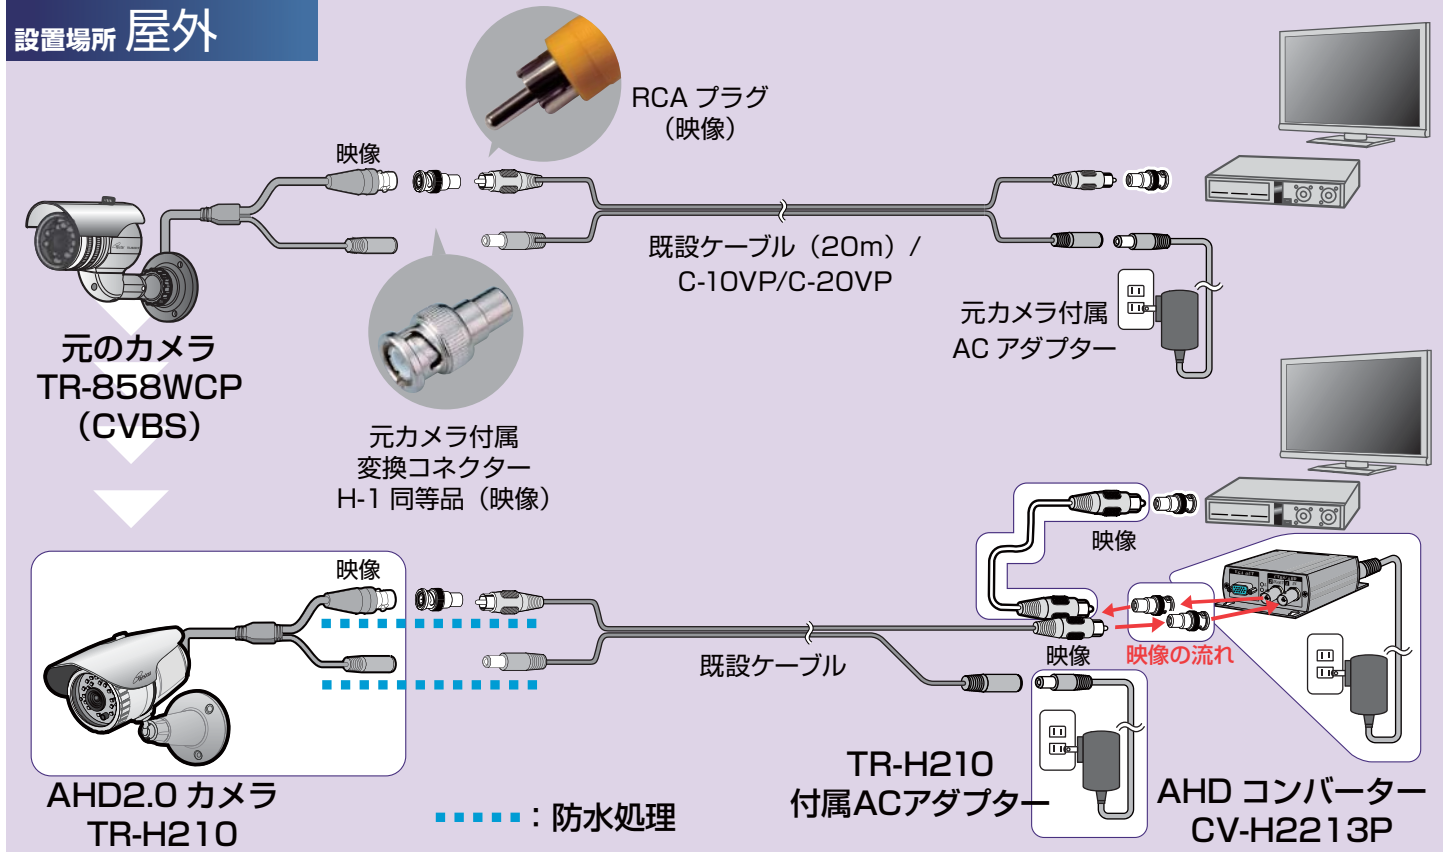 設置場所 屋外
RCA プラグ
（映像）
映像
既設ケーブル（20m）/
C-10VP/C-20VP
元カメラ付属
AC アダプター
元のカメラ
TR-858WCP
（CVBS）
元カメラ付属
変換コネクター
H-1 同等品（映像）
映像
映像
既設ケーブル
映像
映像の流れ
AHD2.0 カメラ
TR-H210
：防水処理
TR-H210
付属ACアダプター
AHD コンバーター
CV-H2213P